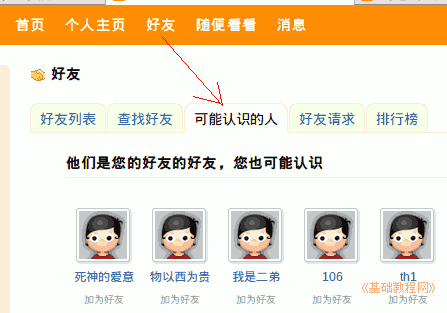 首页 个人主页 好友 随便看看 消息
好友
好友列表 查找好友 可能认识的人 好友请求 排行榜
他们是您的好友的好友，您也可能认识
死神的爱意 物以西为贵 我是二弟 106 th1
加为好友 加为好友 加为好友 加为好友 加为好友
《基础教程网》